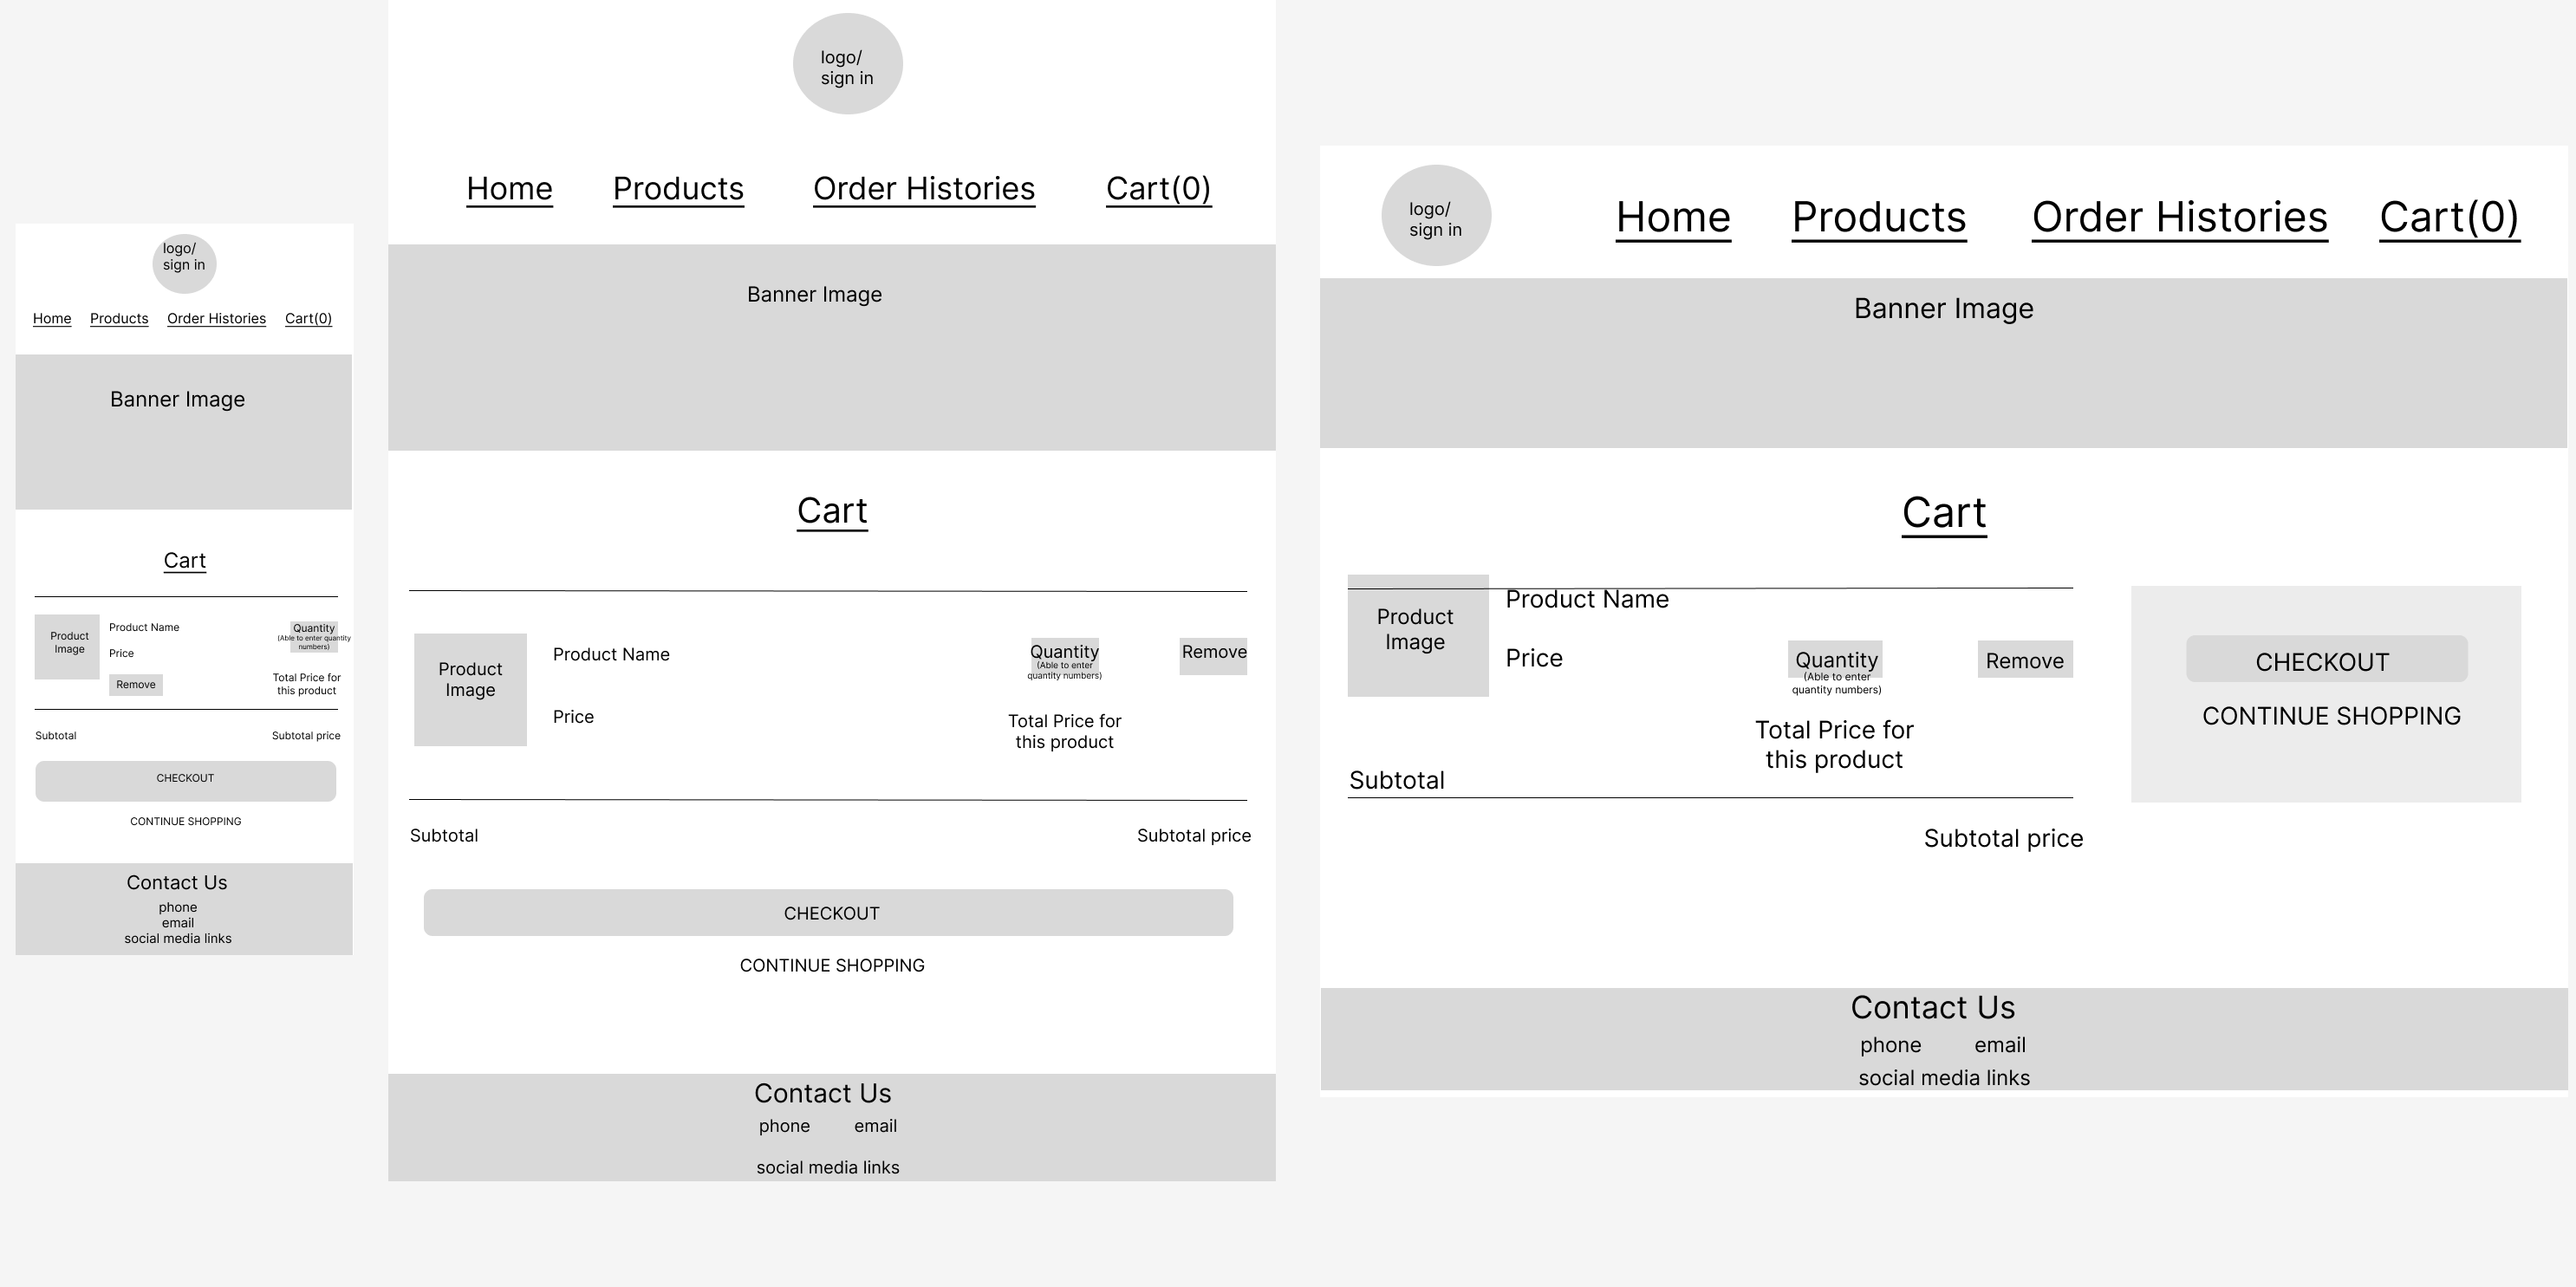 logo/
sign in
Home Products Order Histories Cart(0)
Banner Image
Cart
Product
Image
Product Name
Price
Remove
Quantity
(Able to enter quantity
numbers)
Total Price for
this product
Subtotal Subtotal price
CHECKOUT
CONTINUE SHOPPING
Contact Us
phone
email
social media links
logo/
sign in
Home Products Order Histories Cart(0)
Banner Image
Cart
Product
Image
Product Name
Price
Quantity
(Able to enter
quantity numbers)
Remove
Total Price for
this product
Subtotal Subtotal price
CHECKOUT
CONTINUE SHOPPING
Contact Us
phone email
social media links
logo/
sign in
Home Products Order Histories Cart(0)
Banner Image
Cart
Product
Image
Product Name
Price
Quantity
(Able to enter
quantity numbers)
Remove
Total Price for
this product
Subtotal
Subtotal price
CHECKOUT
CONTINUE SHOPPING
Contact Us
phone email
social media links